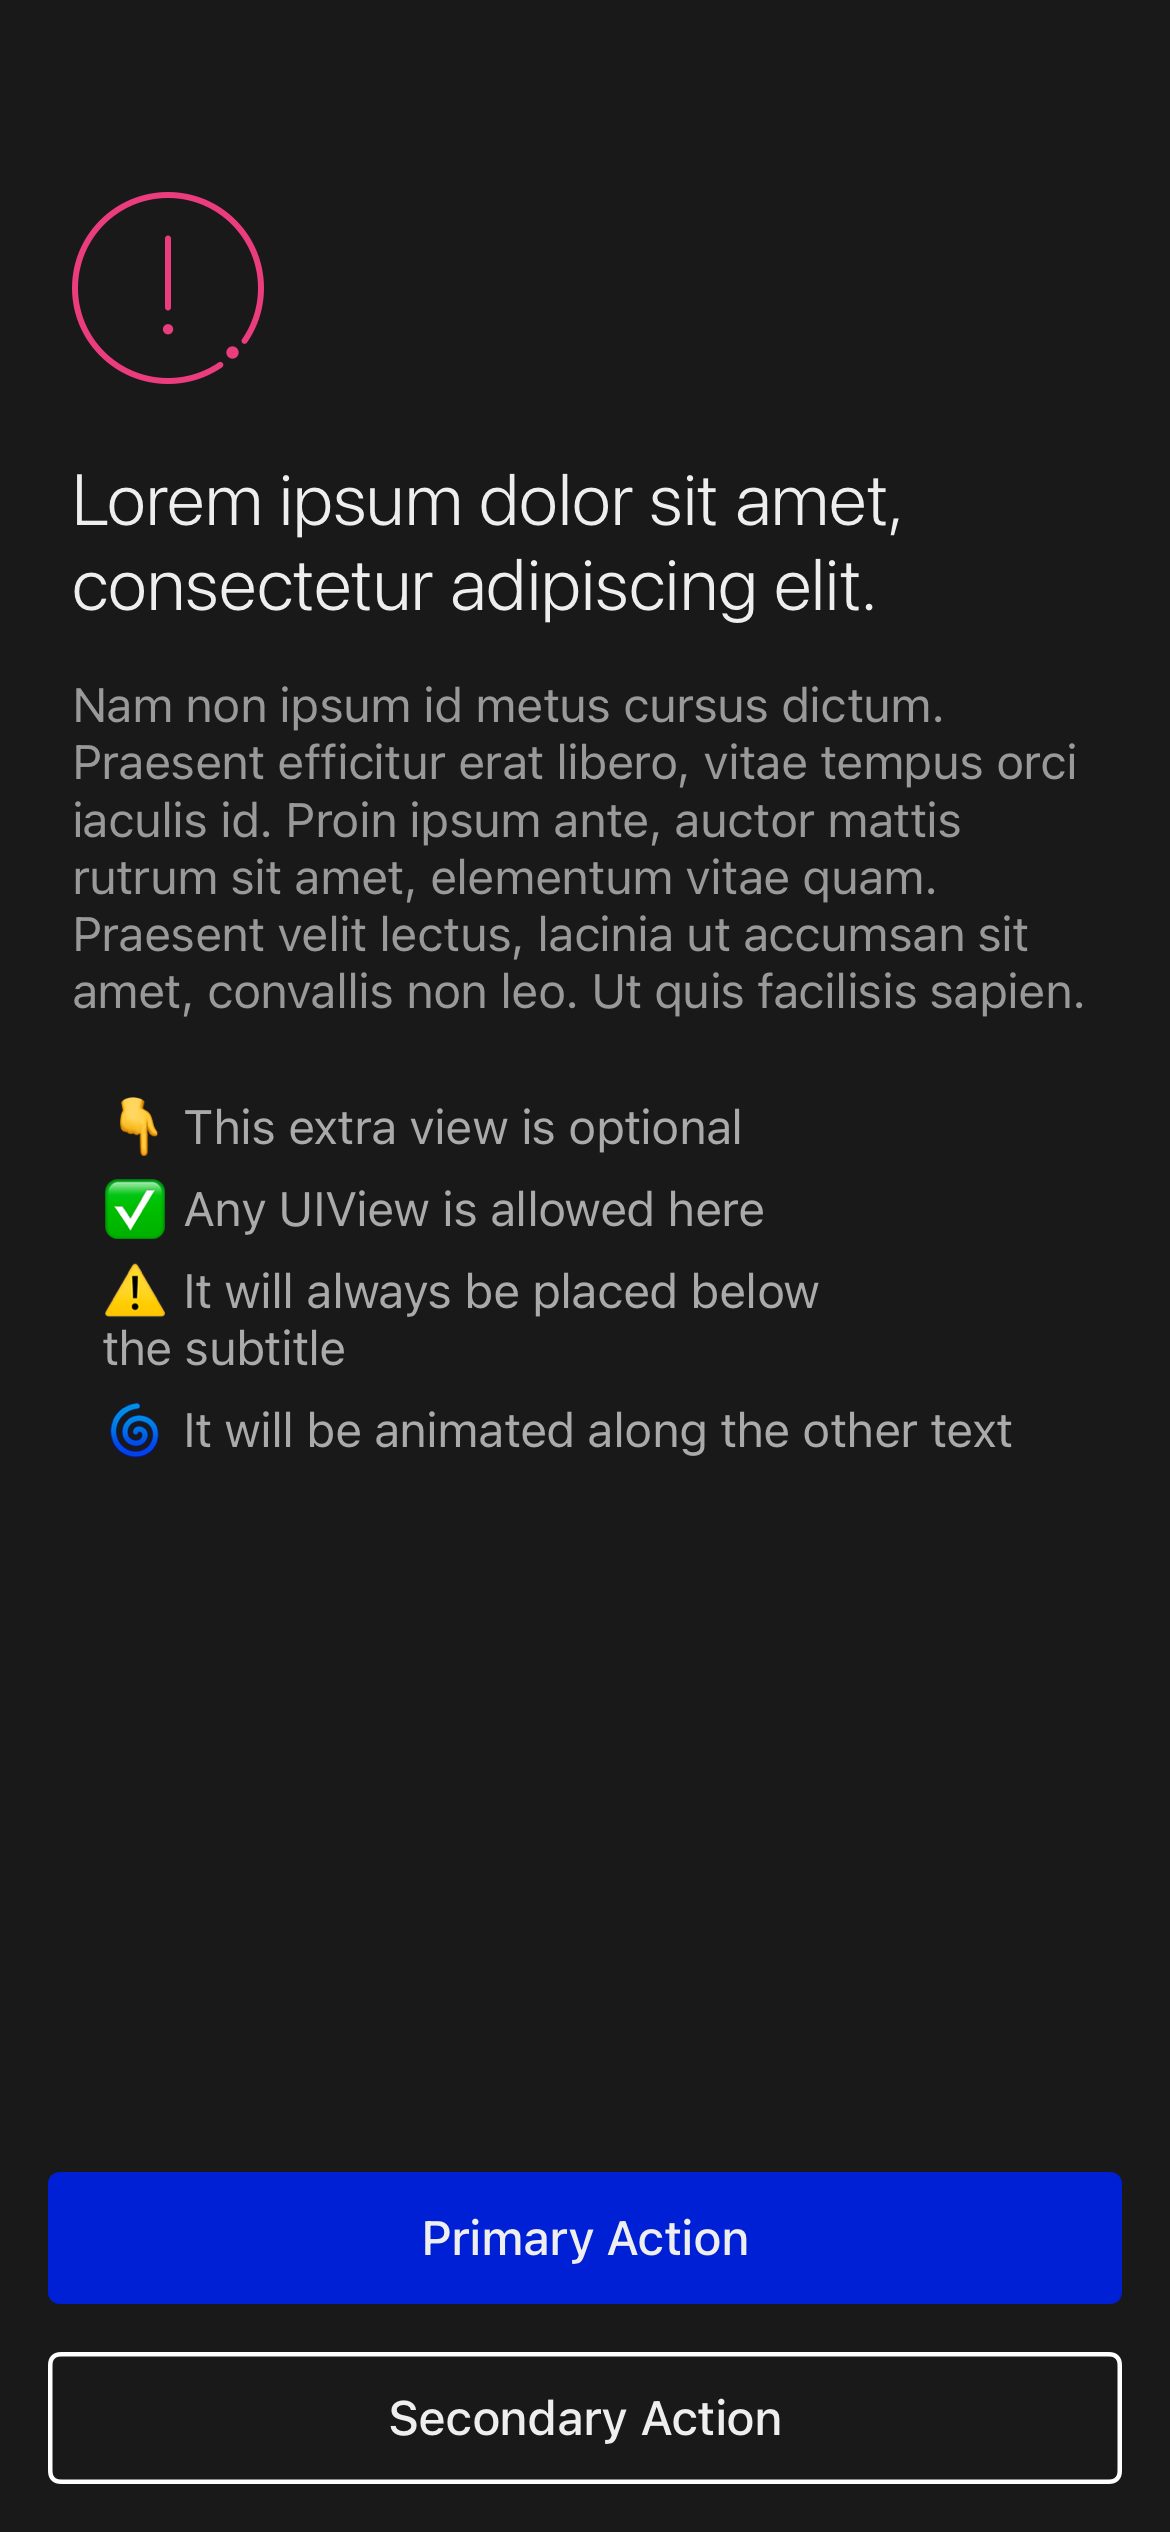 Lorem ipsum dolor sit amet,
consectetur adipiscing elit.
Nam non ipsum id metus cursus dictum.
Praesent efficitur erat libero, vitae tempus orci
iaculis id. Proin ipsum ante, auctor mattis
rutrum sit amet, elementum vitae quam.
Praesent velit lectus, lacinia ut accumsan sit
amet, convallis non leo. Ut quis facilisis sapien.
👇 This extra view is optional
✅ Any UIView is allowed here
⚠️ It will always be placed below
the subtitle
🌀 It will be animated along the other text
Primary Action
Secondary Action